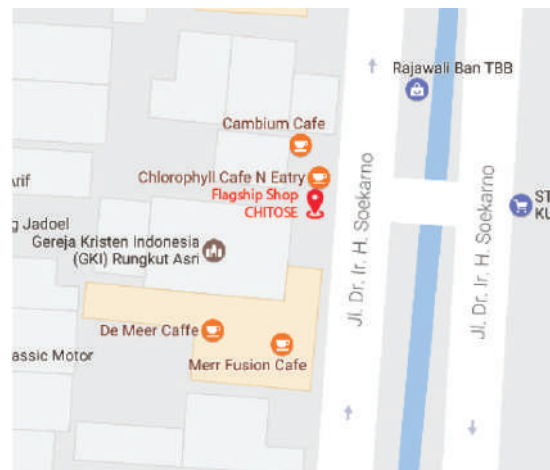 Rajawali Ban TBB
Cambium Cafe
Chlorophyll Cafe N Eatry
Flagship Shop
CHITOSE
Arif
ST
KU
g Jadoel
Gereja Kristen Indonesia
(GKI) Rungkut Asri
Jl. Dr. Ir. H. Soekarno
Jl. Dr. Ir. H. Soekarno
De Meer Caffe
Merr Fusion Cafe
assic Motor